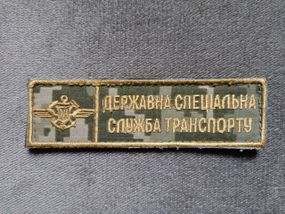 ДЕРЖАВНА СПЕЦІАЛЬНА
СЛУЖБА ТРАНСПОРТУ